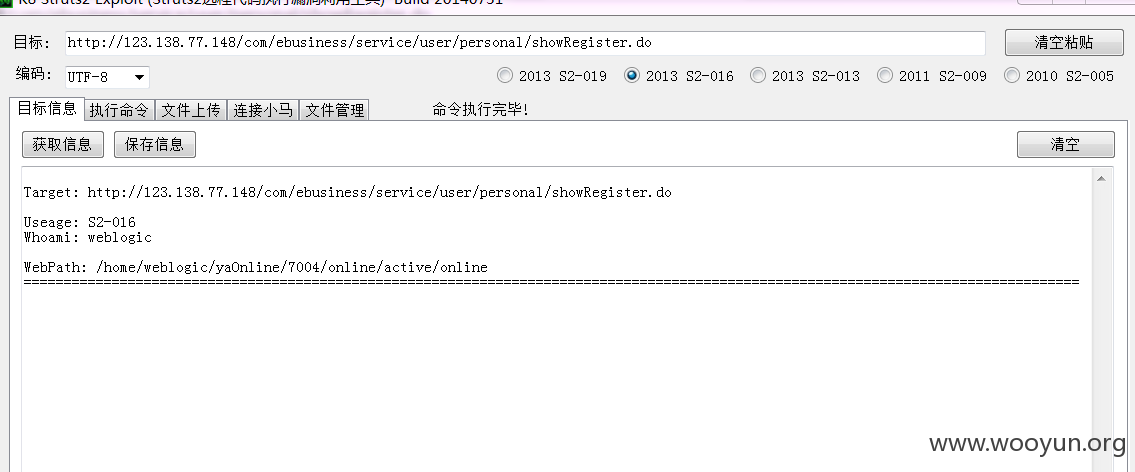 K8 Struts2 Exploit (Struts2远程代码执行漏洞利用工具) Build 20140731
目标: http://123.138.77.148/com/ebusiness/service/user/personal/showRegister.do 清空粘贴
编码: UTF-8 2013 S2-019 2013 S2-016 2013 S2-013 2011 S2-009 2010 S2-005
目标信息 执行命令 文件上传 连接小马 文件管理 命令执行完毕!
获取信息 保存信息 清空
Target: http://123.138.77.148/com/ebusiness/service/user/personal/showRegister.do
Useage: S2-016
Whoami: weblogic
WebPath: /home/weblogic/yaOnline/7004/online/active/online
www.wooyun.org